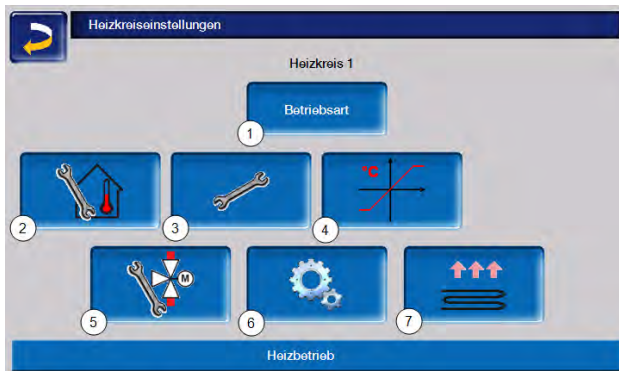 Heizkreiseinstellungen
Heizkreis 1
Betriebsart
1
°C
2
3
4
M
5
6
7
Heizbetrieb